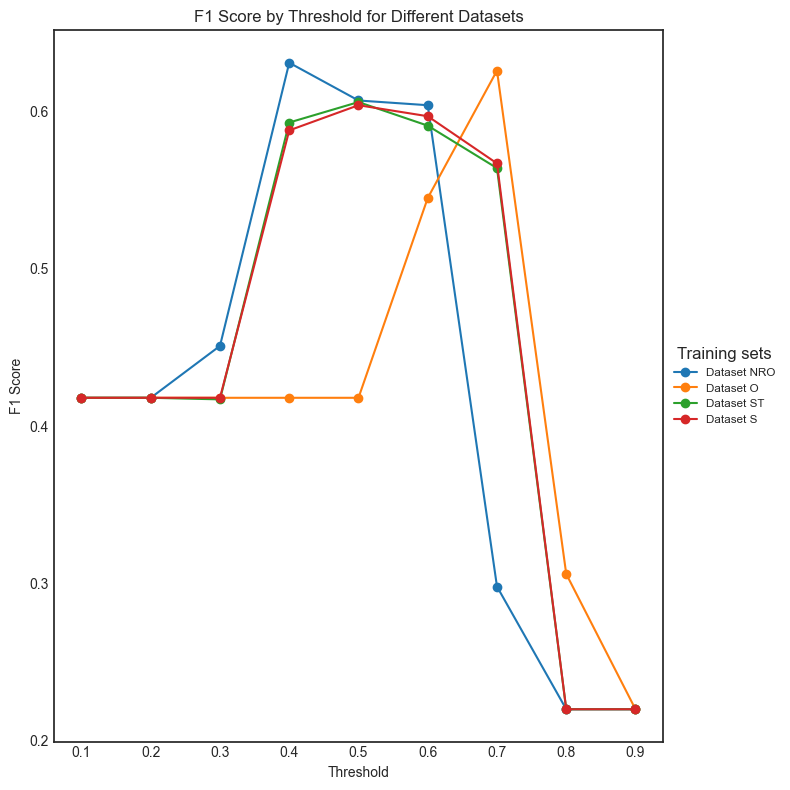 F1 Score by Threshold for Different Datasets
0.6
0.5
0.4
0.3
0.2
F1 Score
0.1 0.2 0.3 0.4 0.5 0.6 0.7 0.8 0.9
Threshold
Training sets
Dataset NRO
Dataset O
Dataset ST
Dataset S